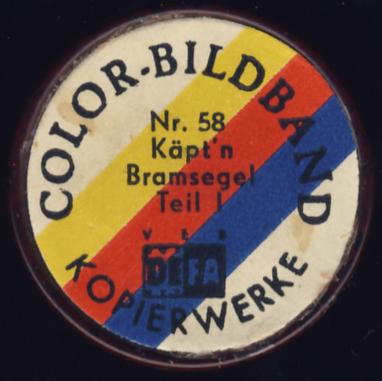 COLOR-BILDBAND
Nr. 58
Käpt'n
Bramsegel
Teil I
VEB
DEFA
KOPIERWERKE